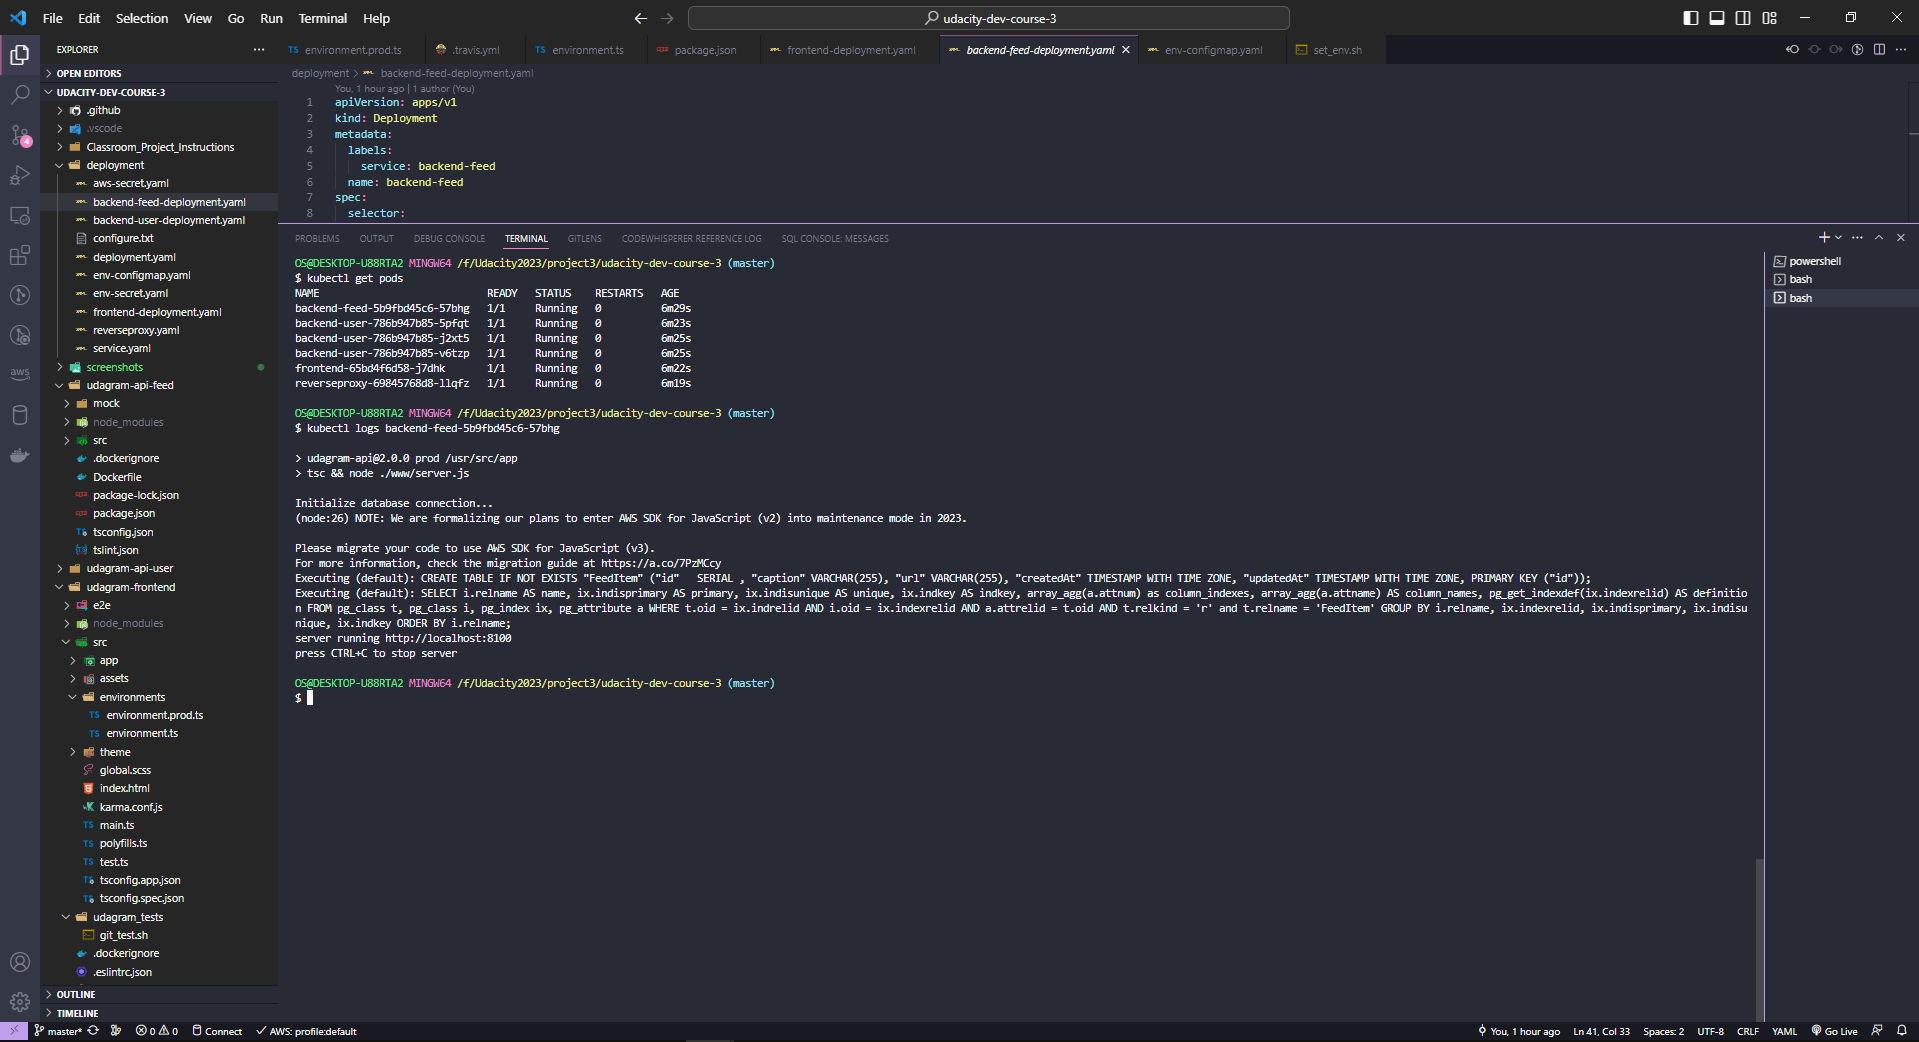 File Edit Selection View Go Run Terminal Help
udacity-dev-course-3
EXPLORER
OPEN EDITORS
UDACITY-DEV-COURSE-3
.github
.vscode
Classroom_Project_Instructions
deployment
aws-secret.yaml
backend-feed-deployment.yaml
backend-user-deployment.yaml
configure.txt
deployment.yaml
env-configmap.yaml
env-secret.yaml
frontend-deployment.yaml
reverseproxy.yaml
service.yaml
screenshots
udagram-api-feed
mock
node_modules
src
.dockerignore
Dockerfile
package-lock.json
package.json
tsconfig.json
tslint.json
udagram-api-user
udagram-frontend
e2e
node_modules
src
app
assets
environments
environment.prod.ts
environment.ts
theme
global.scss
index.html
karma.conf.js
main.ts
polyfills.ts
test.ts
tsconfig.app.json
tsconfig.spec.json
udagram_tests
git_test.sh
.dockerignore
.eslintrc.json
OUTLINE
TIMELINE
environment.prod.ts .travis.yml environment.ts package.json frontend-deployment.yaml backend-feed-deployment.yaml env-configmap.yaml set_env.sh
deployment > backend-feed-deployment.yaml
You, 1 hour ago | 1 author (You)
1 apiVersion: apps/v1
2 kind: Deployment
3 metadata:
4 labels:
5 service: backend-feed
6 name: backend-feed
7 spec:
8 selector:
PROBLEMS OUTPUT DEBUG CONSOLE TERMINAL GITLENS CODEWHISPERER REFERENCE LOG SQL CONSOLE: MESSAGES
OS@DESKTOP-U88RTA2 MINGW64 /f/Udacity2023/project3/udacity-dev-course-3 (master)
$ kubectl get pods
NAME READY STATUS RESTARTS AGE
backend-feed-5b9fbd45c6-57bhg 1/1 Running 0 6m29s
backend-user-786b947b85-5pfqt 1/1 Running 0 6m23s
backend-user-786b947b85-j2xt5 1/1 Running 0 6m25s
backend-user-786b947b85-v6tzp 1/1 Running 0 6m25s
frontend-65bd4f6d58-j7dhk 1/1 Running 0 6m22s
reverseproxy-69845768d8-llqfz 1/1 Running 0 6m19s
OS@DESKTOP-U88RTA2 MINGW64 /f/Udacity2023/project3/udacity-dev-course-3 (master)
$ kubectl logs backend-feed-5b9fbd45c6-57bhg
> udagram-api@2.0.0 prod /usr/src/app
> tsc && node ./www/server.js
Initialize database connection...
(node:26) NOTE: We are formalizing our plans to enter AWS SDK for JavaScript (v2) into maintenance mode in 2023.
Please migrate your code to use AWS SDK for JavaScript (v3).
For more information, check the migration guide at https://a.co/7PzMCcy
Executing (default): CREATE TABLE IF NOT EXISTS "FeedItem" ("id" SERIAL , "caption" VARCHAR(255), "url" VARCHAR(255), "createdAt" TIMESTAMP WITH TIME ZONE, "updatedAt" TIMESTAMP WITH TIME ZONE, PRIMARY KEY ("id"));
Executing (default): SELECT i.relname AS name, ix.indisprimary AS primary, ix.indisunique AS unique, ix.indkey AS indkey, array_agg(a.attnum) as column_indexes, array_agg(a.attname) AS column_names, pg_get_indexdef(ix.indexrelid) AS definitio
n FROM pg_class t, pg_class i, pg_index ix, pg_attribute a WHERE t.oid = ix.indrelid AND i.oid = ix.indexrelid AND a.attrelid = t.oid AND t.relkind = 'r' and t.relname = 'FeedItem' GROUP BY i.relname, ix.indexrelid, ix.indisprimary, ix.indisu
nique, ix.indkey ORDER BY i.relname;
server running http://localhost:8100
press CTRL+C to stop server
OS@DESKTOP-U88RTA2 MINGW64 /f/Udacity2023/project3/udacity-dev-course-3 (master)
$
powershell
bash
bash
master* 0 0 Connect AWS: profile:default You, 1 hour ago Ln 41, Col 33 Spaces: 2 UTF-8 CRLF YAML Go Live